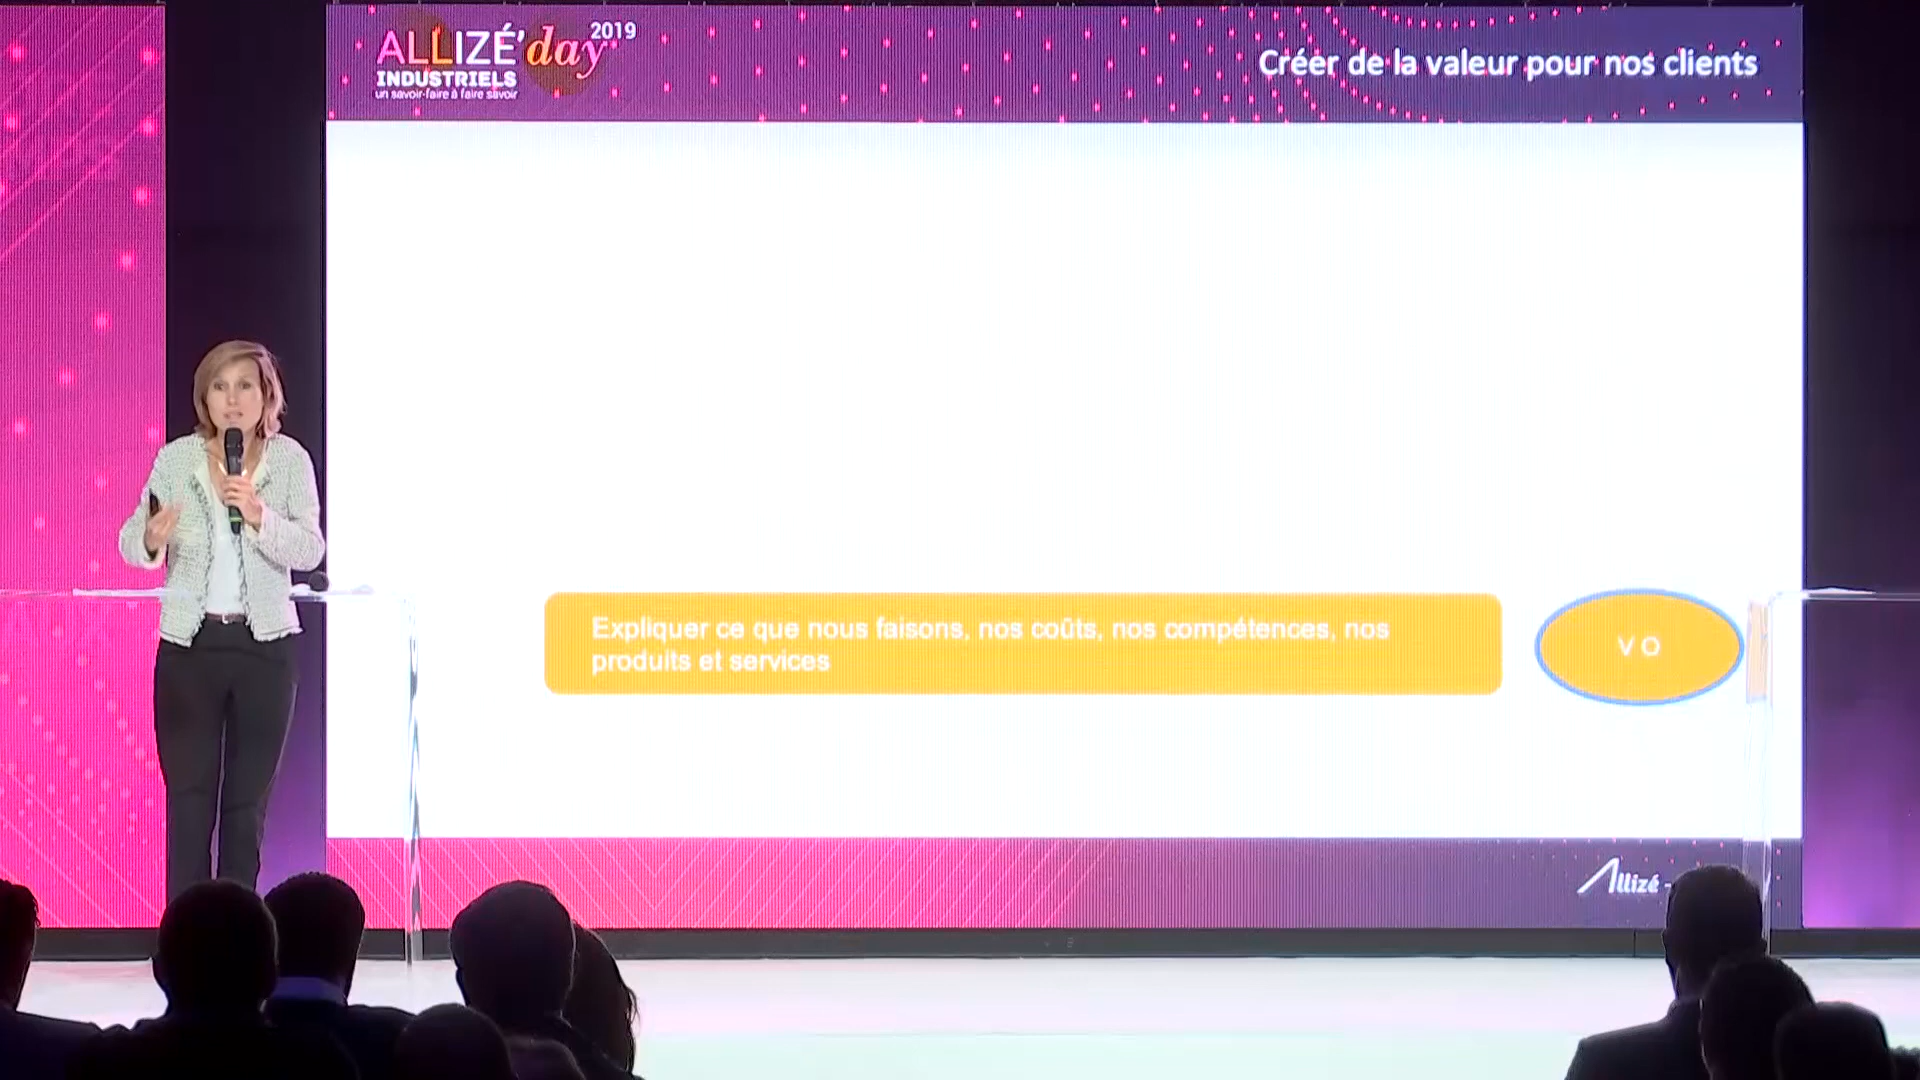 ALLIZÉ'day 2019
INDUSTRIELS
un savoir-faire à faire savoir
Créer de la valeur pour nos clients
Expliquer ce que nous faisons, nos coûts, nos compétences, nos
produits et services
V O
Allizé -